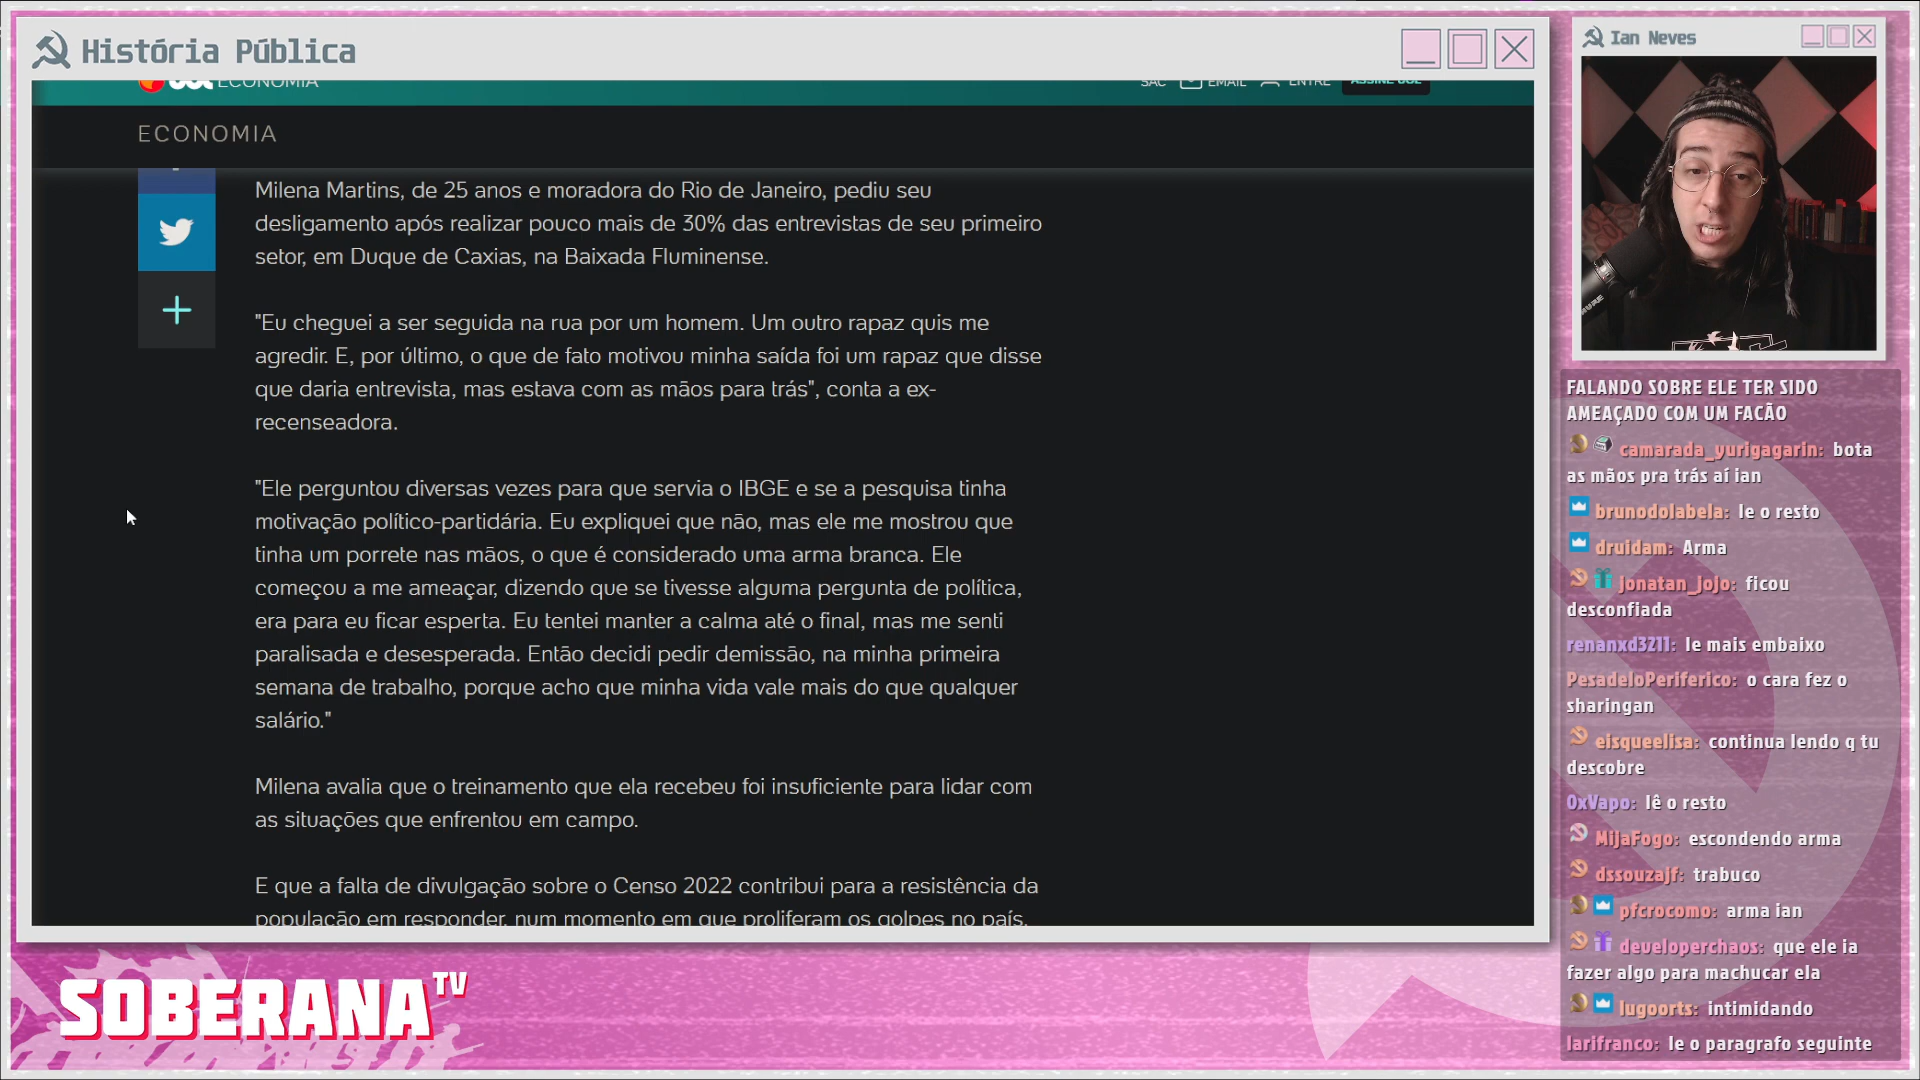 História Pública
ECONOMIA
SAC
EMAIL
ENTRE
ASSINE UOL
ECONOMIA
Milena Martins, de 25 anos e moradora do Rio de Janeiro, pediu seu
desligamento após realizar pouco mais de 30% das entrevistas de seu primeiro
setor, em Duque de Caxias, na Baixada Fluminense.
"Eu cheguei a ser seguida na rua por um homem. Um outro rapaz quis me
agredir. E, por último, o que de fato motivou minha saída foi um rapaz que disse
que daria entrevista, mas estava com as mãos para trás", conta a ex-
recenseadora.
"Ele perguntou diversas vezes para que servia o IBGE e se a pesquisa tinha
motivação político-partidária. Eu expliquei que não, mas ele me mostrou que
tinha um porrete nas mãos, o que é considerado uma arma branca. Ele
começou a me ameaçar, dizendo que se tivesse alguma pergunta de política,
era para eu ficar esperta. Eu tentei manter a calma até o final, mas me senti
paralisada e desesperada. Então decidi pedir demissão, na minha primeira
semana de trabalho, porque acho que minha vida vale mais do que qualquer
salário."
Milena avalia que o treinamento que ela recebeu foi insuficiente para lidar com
as situações que enfrentou em campo.
E que a falta de divulgação sobre o Censo 2022 contribui para a resistência da
população em responder, num momento em que proliferam os golpes no país.
SOBERANA TV
Ian Neves
FALANDO SOBRE ELE TER SIDO
AMEAÇADO COM UM FACÃO
camarada_yurigagarin: bota
as mãos pra trás aí ian
brunodolabela: le o resto
druidam: Arma
jonatan_jojo: ficou
desconfiada
renanxd3211: le mais embaixo
PesadeloPeriferico: o cara fez o
sharingan
eisqueelisa: continua lendo q tu
descobre
0xVapo: lê o resto
MijaFogo: escondendo arma
dssouzajf: trabuco
pfcrocomo: arma ian
developerchaos: que ele ia
fazer algo para machucar ela
lugoorts: intimidando
larifranco: le o paragrafo seguinte